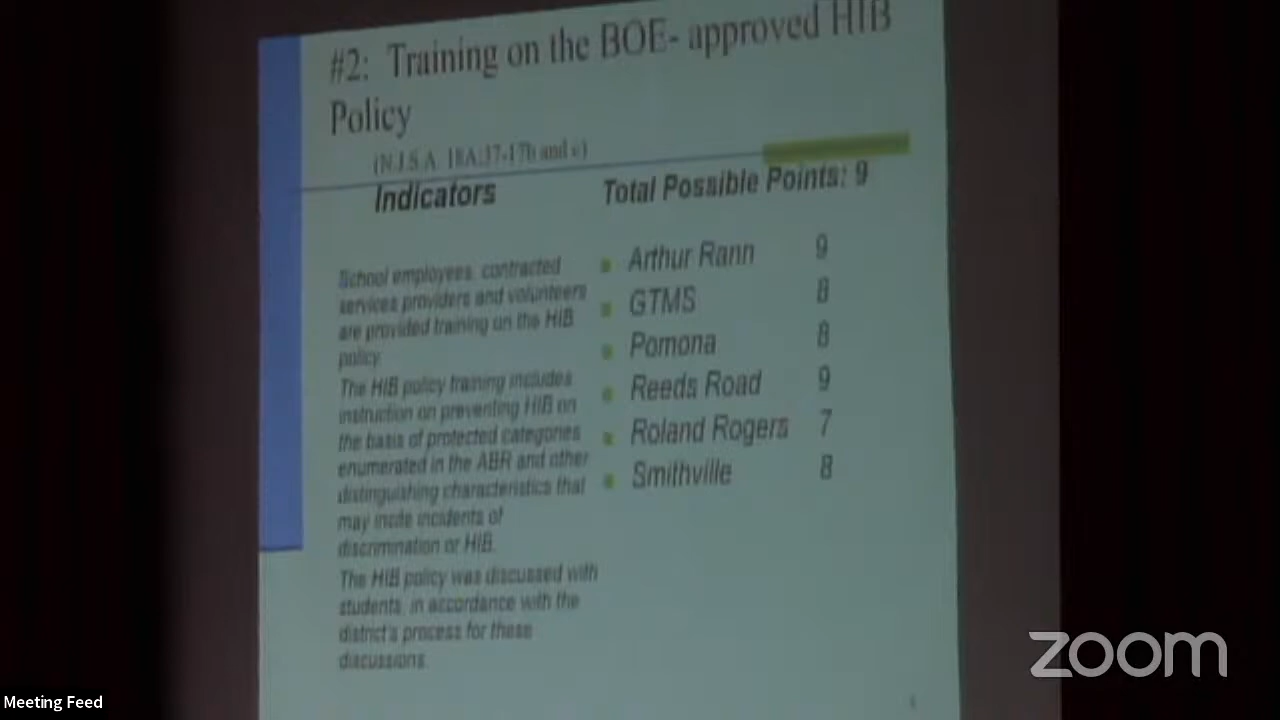 #2: Training on the BOE- approved HIB
Policy
(N.J.S.A. 18A:37-17b and c)
Indicators
Total Possible Points: 9
School employees, contracted
services providers and volunteers
are provided training on the HIB
policy.
The HIB policy training includes
instruction on preventing HIB on
the basis of protected categories
enumerated in the ABR and other
distinguishing characteristics that
may incite incidents of
discrimination or HIB.
The HIB policy was discussed with
students, in accordance with the
district's process for these
discussions.
Arthur Rann 9
GTMS 8
Pomona 8
Reeds Road 9
Roland Rogers 7
Smithville 8
zoom
Meeting Feed